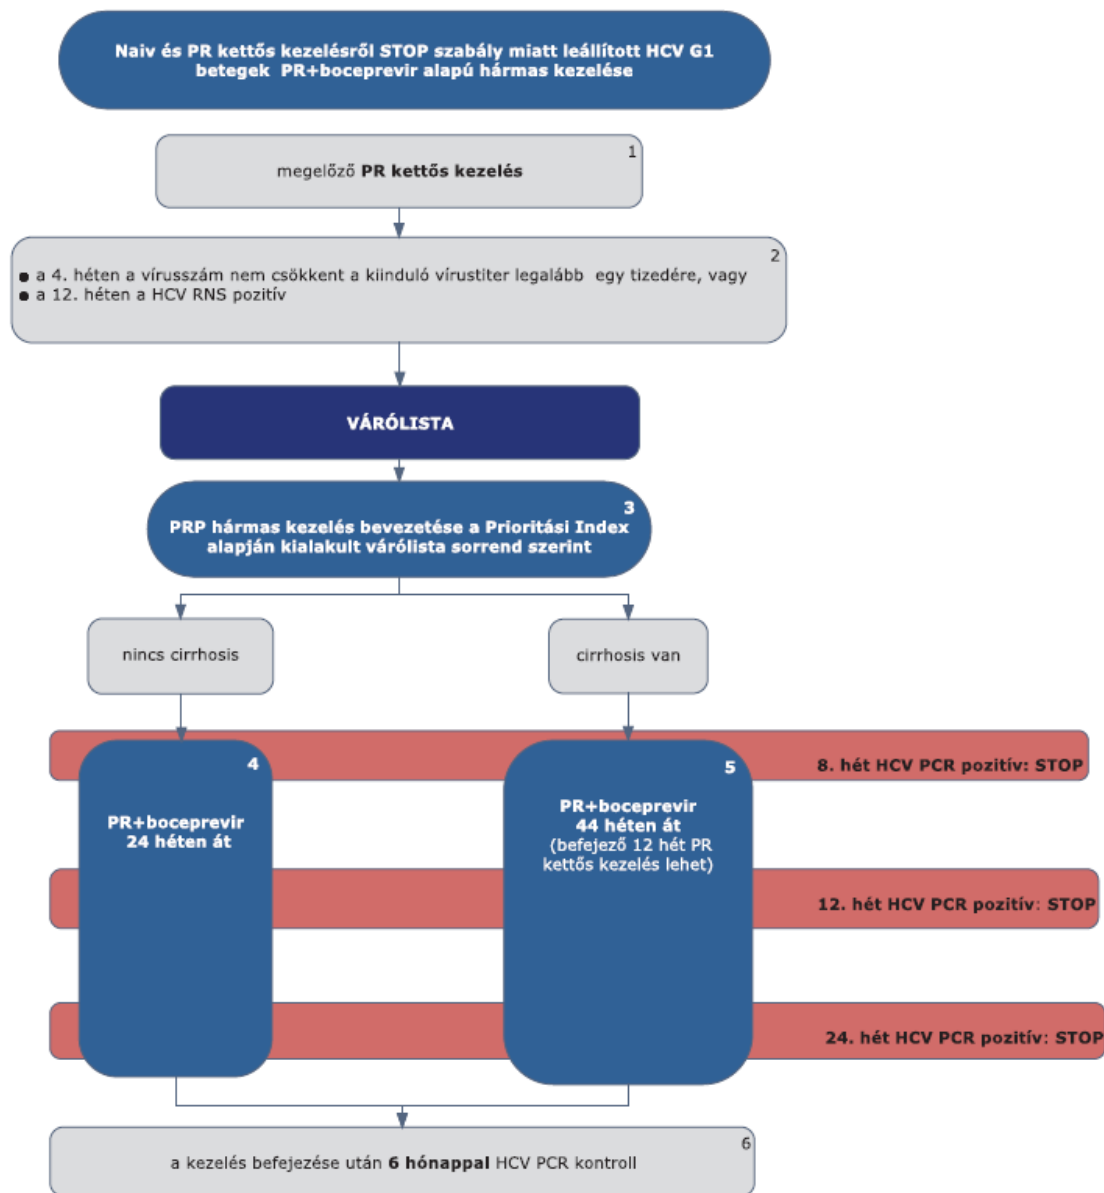 Naiv és PR kettős kezelésről STOP szabály miatt leállított HCV G1
betegek PR+boceprevir alapú hármas kezelése
1
megelőző PR kettős kezelés
2
● a 4. héten a vírusszám nem csökkent a kiinduló vírustiter legalább egy tizedére, vagy
● a 12. héten a HCV RNS pozitív
VÁRÓLISTA
3
PRP hármas kezelés bevezetése a Prioritási Index
alapján kialakult várólista sorrend szerint
nincs cirrhosis
cirrhosis van
4
PR+boceprevir
24 héten át
5
PR+boceprevir
44 héten át
(befejező 12 hét PR
kettős kezelés lehet)
8. hét HCV PCR pozitív: STOP
12. hét HCV PCR pozitív: STOP
24. hét HCV PCR pozitív: STOP
6
a kezelés befejezése után 6 hónappal HCV PCR kontroll